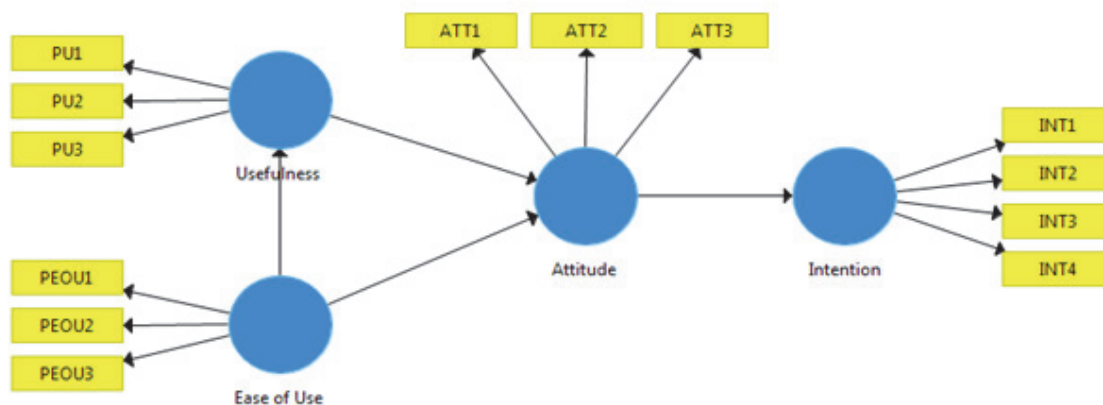 ATT1
ATT2
ATT3
PU1
PU2
PU3
Usefulness
INT1
INT2
INT3
INT4
Attitude
Intention
PEOU1
PEOU2
PEOU3
Ease of Use